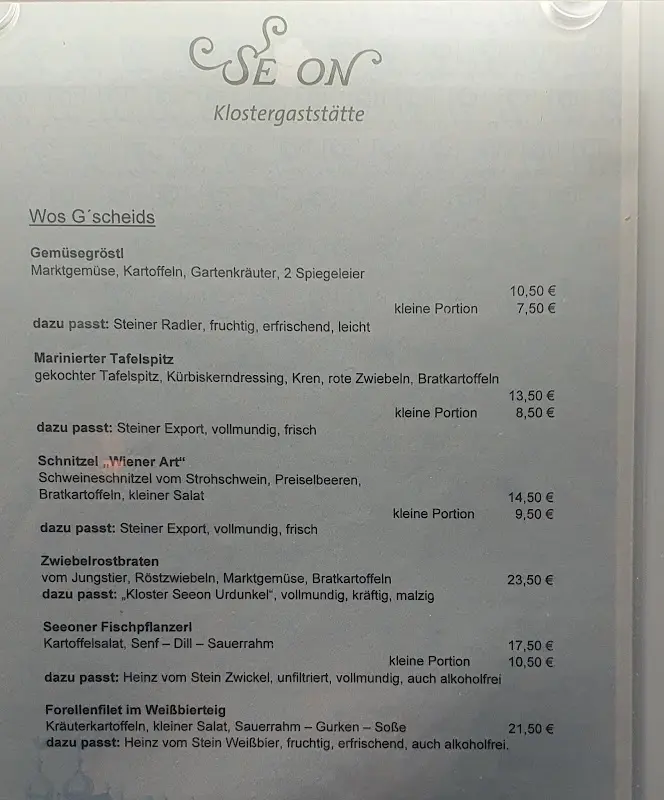 SEEON
Klostergaststätte
Wos G´scheids
Gemüsegröstl
Marktgemüse, Kartoffeln, Gartenkräuter, 2 Spiegeleier
10,50 €
kleine Portion 7,50 €
dazu passt: Steiner Radler, fruchtig, erfrischend, leicht
Marinierter Tafelspitz
gekochter Tafelspitz, Kürbiskerndressing, Kren, rote Zwiebeln, Bratkartoffeln
13,50 €
kleine Portion 8,50 €
dazu passt: Steiner Export, vollmundig, frisch
Schnitzel „Wiener Art“
Schweineschnitzel vom Strohschwein, Preiselbeeren,
Bratkartoffeln, kleiner Salat 14,50 €
kleine Portion 9,50 €
dazu passt: Steiner Export, vollmundig, frisch
Zwiebelrostbraten
vom Jungstier, Röstzwiebeln, Marktgemüse, Bratkartoffeln 23,50 €
dazu passt: „Kloster Seeon Urdunkel“, vollmundig, kräftig, malzig
Seeoner Fischpflanzerl
Kartoffelsalat, Senf – Dill – Sauerrahm 17,50 €
kleine Portion 10,50 €
dazu passt: Heinz vom Stein Zwickel, unfiltriert, vollmundig, auch alkoholfrei
Forellenfilet im Weißbierteig
Kräuterkartoffeln, kleiner Salat, Sauerrahm – Gurken – Soße 21,50 €
dazu passt: Heinz vom Stein Weißbier, fruchtig, erfrischend, auch alkoholfrei.